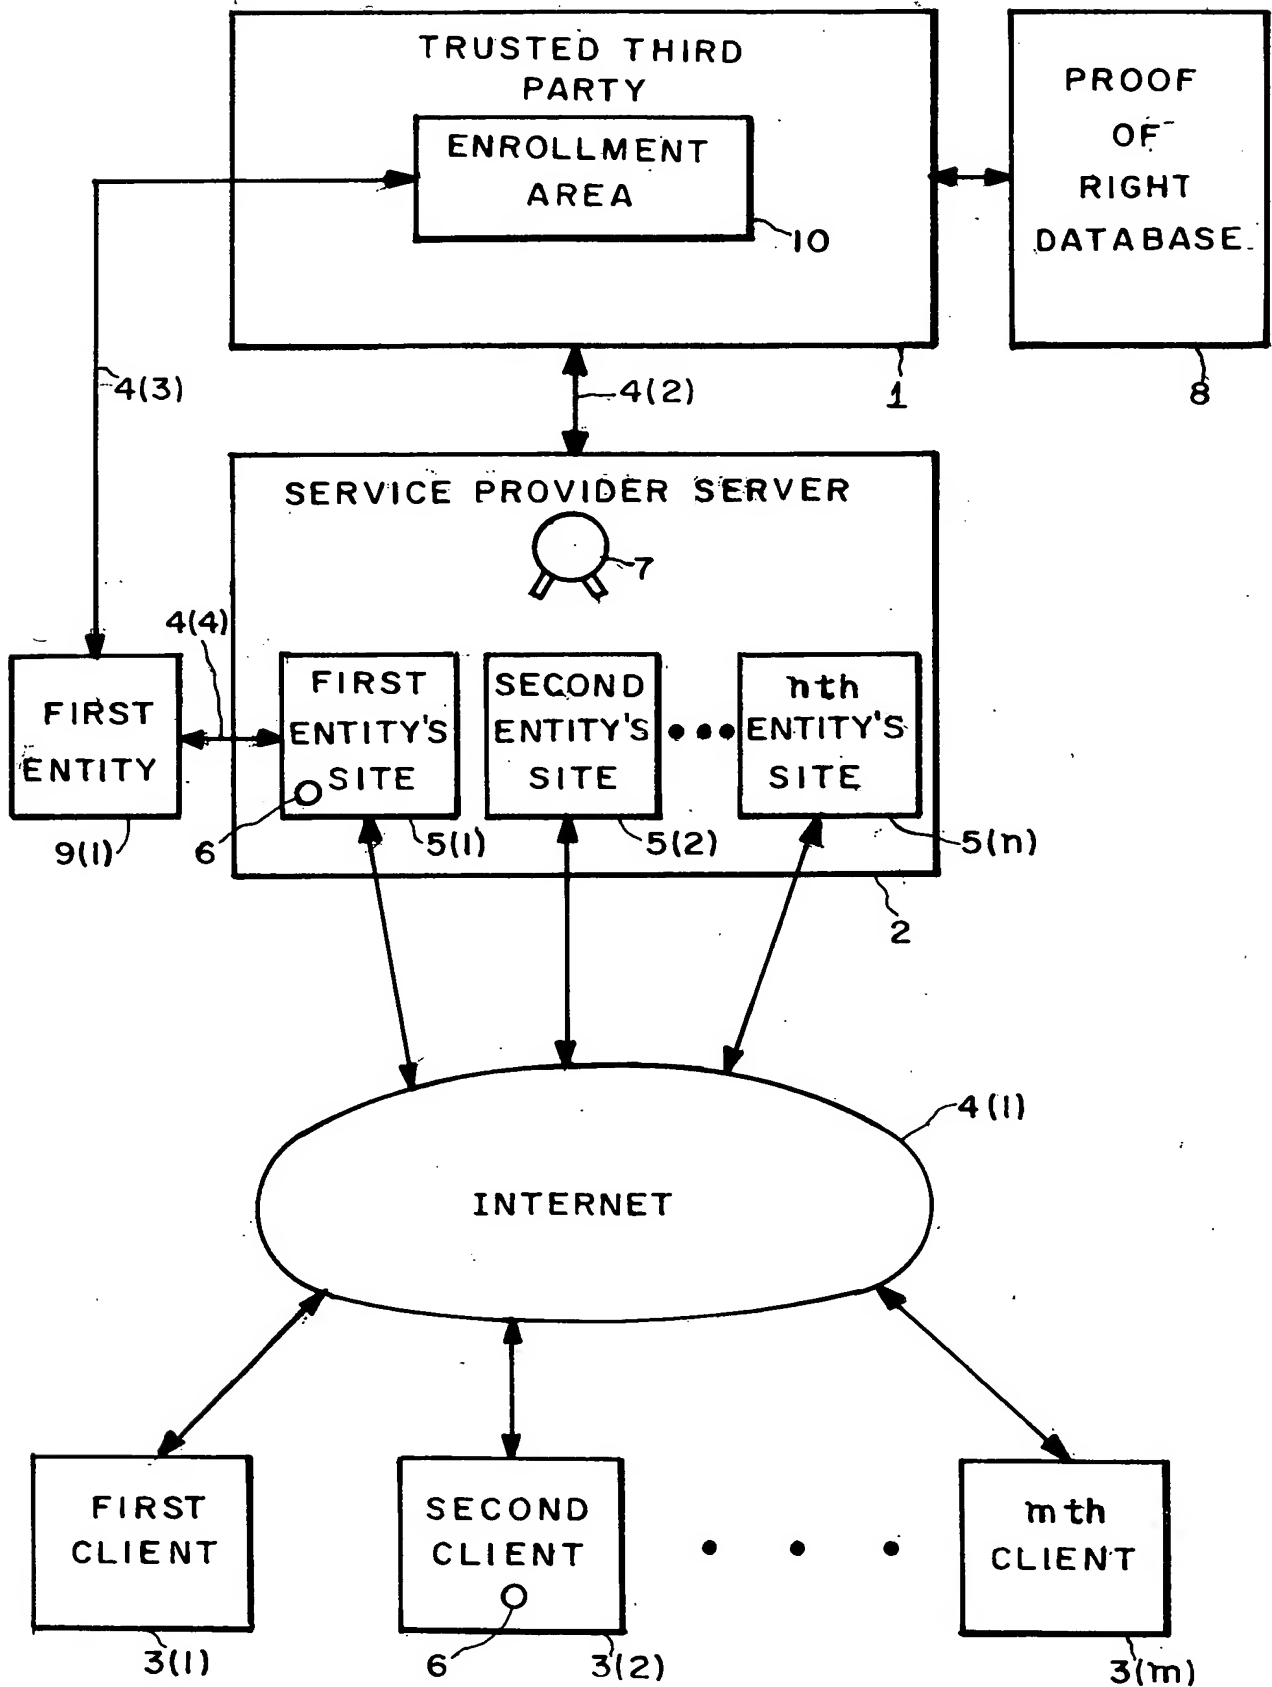 TRUSTED THIRD
PARTY
ENROLLMENT
AREA
10
PROOF
OF
RIGHT
DATABASE
4(3)
4(2)
1
8
SERVICE PROVIDER SERVER
7
4(4)
FIRST
ENTITY
FIRST
ENTITY'S
SITE
SECOND
ENTITY'S
SITE
nth
ENTITY'S
SITE
9(1)
6
5(1)
5(2)
5(n)
2
4(1)
INTERNET
FIRST
CLIENT
SECOND
CLIENT
mth
CLIENT
3(1)
6
3(2)
3(m)